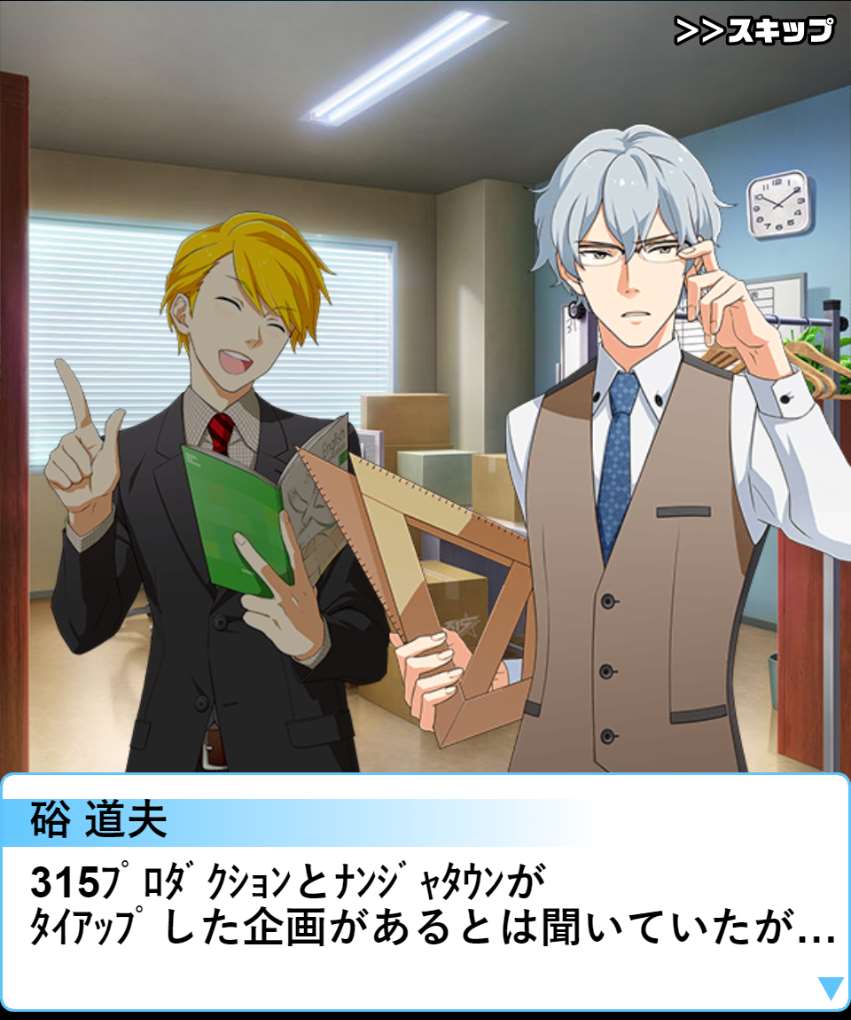 >>スキップ
English
硲 道夫
315ﾌﾟﾛﾀﾞｸｼｮﾝとﾅﾝｼﾞｬﾀｳﾝが
ﾀｲｱｯﾌﾟした企画があるとは聞いていたが…